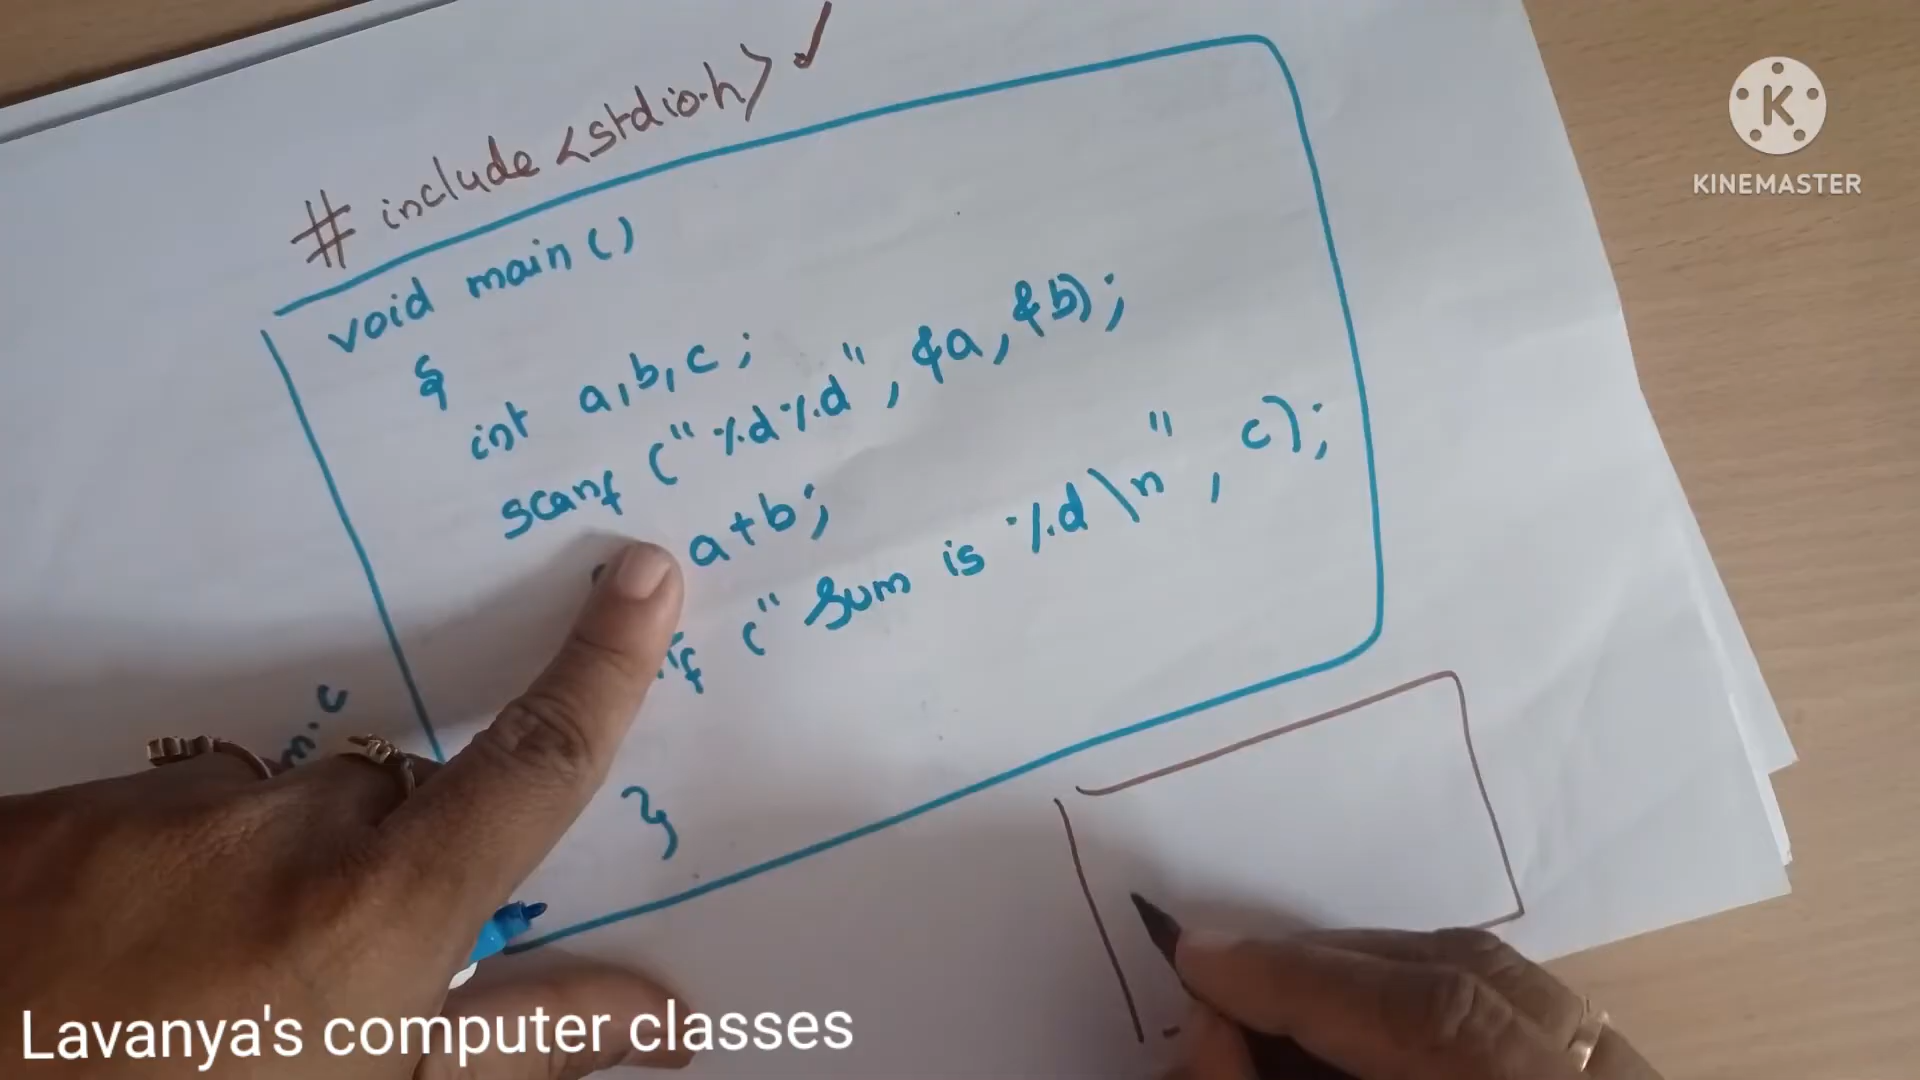 # include <stdio.h> ✓
void main ()
{
int a, b, c ;
scanf ("%d%d", &a, &b);
a + b;
f ("Sum is %d\n", c);
}
m.c
KINEMASTER
Lavanya's computer classes